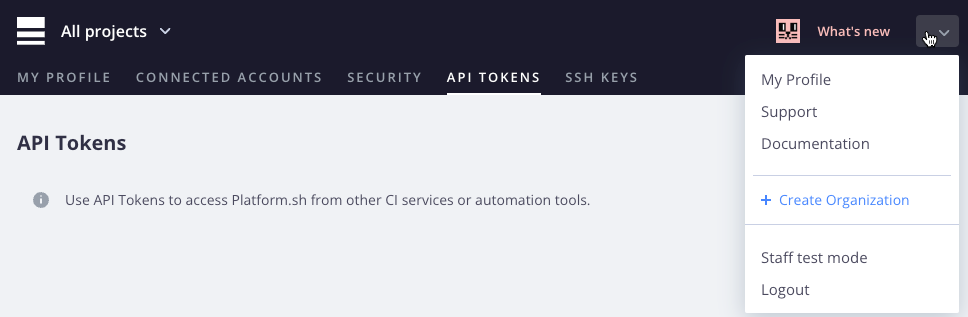 All projects
What's new
MY PROFILE CONNECTED ACCOUNTS SECURITY API TOKENS SSH KEYS
My Profile
Support
Documentation
+ Create Organization
Staff test mode
Logout
API Tokens
Use API Tokens to access Platform.sh from other CI services or automation tools.